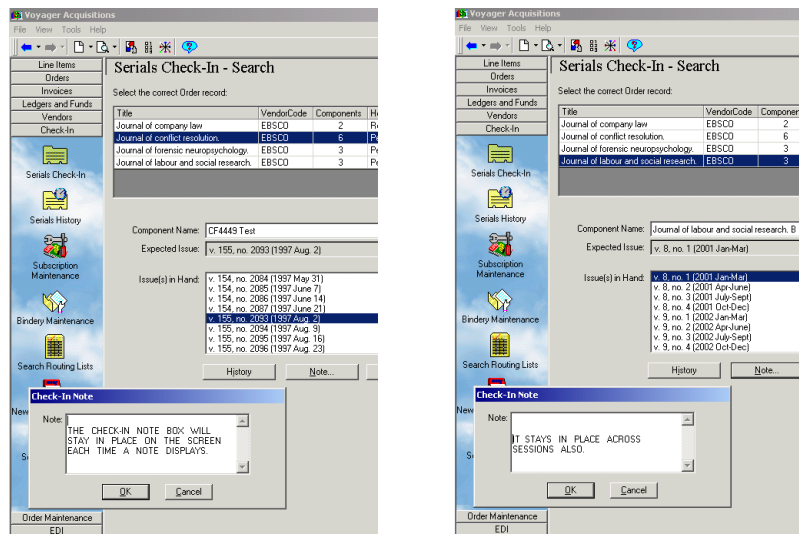 Voyager Acquisitions
File View Tools Help
Line Items
Orders
Invoices
Ledgers and Funds
Vendors
Check-In
Serials Check-In
Serials History
Subscription
Maintenance
Bindery Maintenance
Search Routing Lists
New
Order Maintenance
EDI
Serials Check-In - Search
Select the correct Order record:
Title VendorCode Components
Journal of company law EBSCO 2
Journal of conflict resolution. EBSCO 6
Journal of forensic neuropsychology. EBSCO 3
Journal of labour and social research. EBSCO 3
Component Name: CF4449 Test
Expected Issue: v. 155, no. 2093 (1997 Aug. 2)
Issue(s) in Hand:
v. 154, no. 2084 (1997 May 31)
v. 154, no. 2085 (1997 June 7)
v. 154, no. 2086 (1997 June 14)
v. 154, no. 2087 (1997 June 21)
v. 155, no. 2093 (1997 Aug. 2)
v. 155, no. 2094 (1997 Aug. 9)
v. 155, no. 2095 (1997 Aug. 16)
v. 155, no. 2096 (1997 Aug. 23)
History Note...
Check-In Note
Note:
THE CHECK-IN NOTE BOX WILL
STAY IN PLACE ON THE SCREEN
EACH TIME A NOTE DISPLAYS.
OK Cancel
Voyager Acquisitions
File View Tools Help
Line Items
Orders
Invoices
Ledgers and Funds
Vendors
Check-In
Serials Check-In
Serials History
Subscription
Maintenance
Bindery Maintenance
Search Routing Lists
New
Order Maintenance
EDI
Serials Check-In - Search
Select the correct Order record:
Title VendorCode Componen
Journal of company law EBSCO 2
Journal of conflict resolution. EBSCO 6
Journal of forensic neuropsychology. EBSCO 3
Journal of labour and social research. EBSCO 3
Component Name: Journal of labour and social research. B
Expected Issue: v. 8, no. 1 (2001 Jan-Mar)
Issue(s) in Hand:
v. 8, no. 1 (2001 Jan-Mar)
v. 8, no. 2 (2001 Apr-June)
v. 8, no. 3 (2001 July-Sept)
v. 8, no. 4 (2001 Oct-Dec)
v. 9, no. 1 (2002 Jan-Mar)
v. 9, no. 2 (2002 Apr-June)
v. 9, no. 3 (2002 July-Sept)
v. 9, no. 4 (2002 Oct-Dec)
History Note...
Check-In Note
Note:
IT STAYS IN PLACE ACROSS
SESSIONS ALSO.
OK Cancel